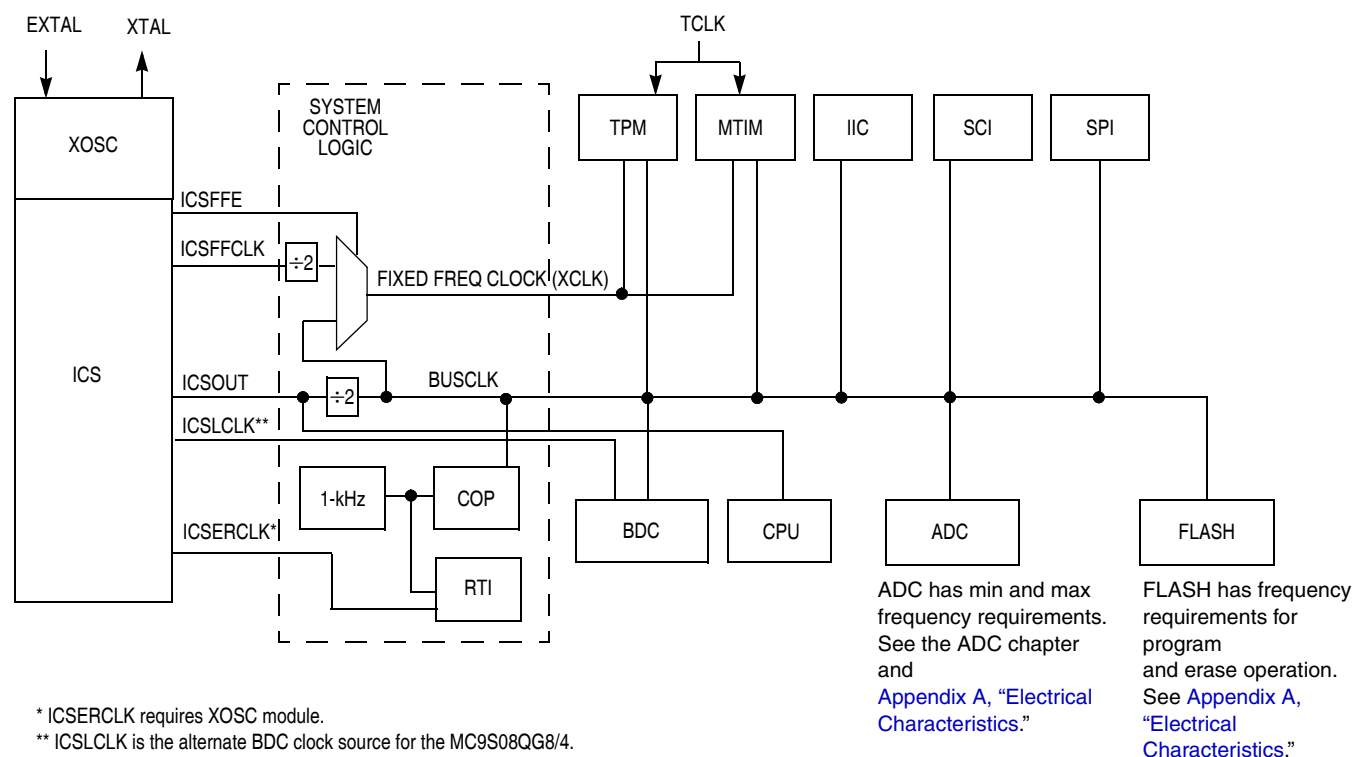 EXTAL
XTAL
TCLK
SYSTEM
CONTROL
LOGIC
TPM
MTIM
IIC
SCI
SPI
XOSC
ICSFFE
ICSFFCLK
÷2
FIXED FREQ CLOCK (XCLK)
ICS
ICSOUT
÷2
BUSCLK
ICSLCLK**
1-kHz
COP
ICSERCLK*
RTI
BDC
CPU
ADC
FLASH
ADC has min and max
frequency requirements.
See the ADC chapter
and
Appendix A, “Electrical
Characteristics.”
FLASH has frequency
requirements for
program
and erase operation.
See Appendix A,
“Electrical
Characteristics.”
* ICSERCLK requires XOSC module.
** ICSLCLK is the alternate BDC clock source for the MC9S08QG8/4.